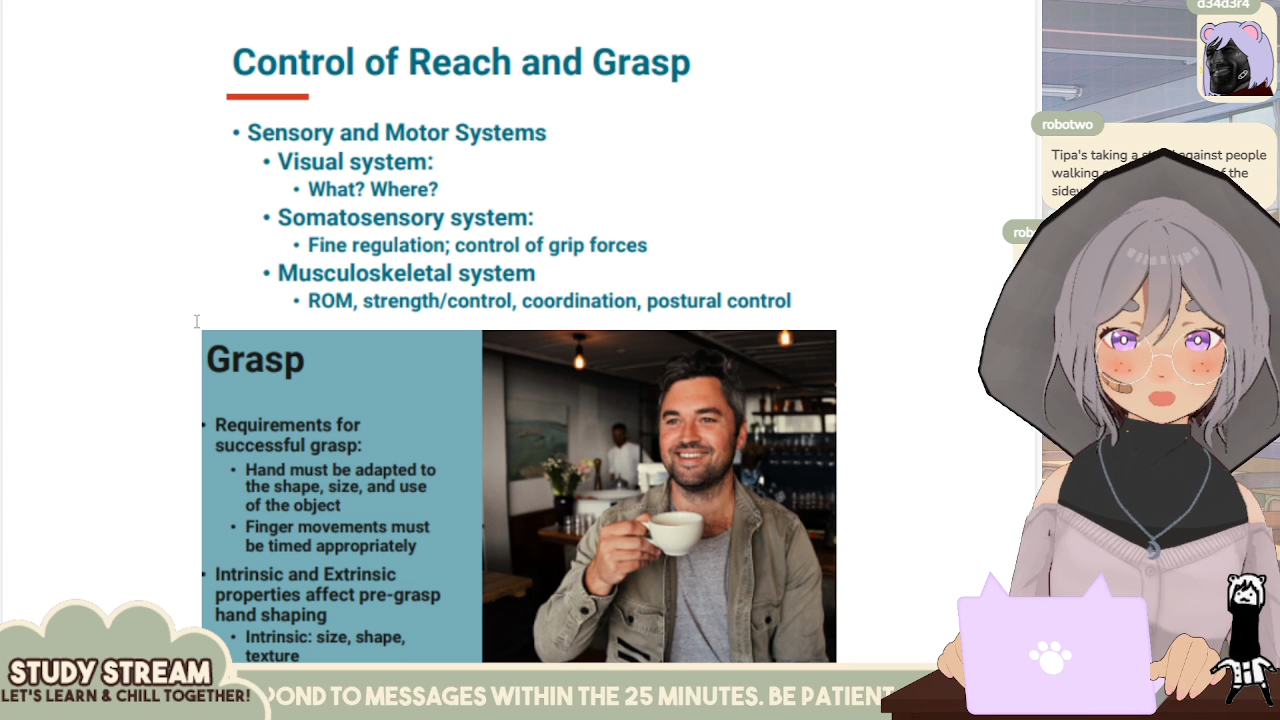 Control of Reach and Grasp
• Sensory and Motor Systems
• Visual system:
• What? Where?
• Somatosensory system:
• Fine regulation; control of grip forces
• Musculoskeletal system
• ROM, strength/control, coordination, postural control
Grasp
• Requirements for
successful grasp:
• Hand must be adapted to
the shape, size, and use
of the object
• Finger movements must
be timed appropriately
• Intrinsic and Extrinsic
properties affect pre-grasp
hand shaping
• Intrinsic: size, shape,
texture
d34d3r4
robotwo
Tipa's taking a against people
walking of the
STUDY STREAM
LET'S LEARN & CHILL TOGETHER!
TO MESSAGES WITHIN THE 25 MINUTES. BE PATIENT